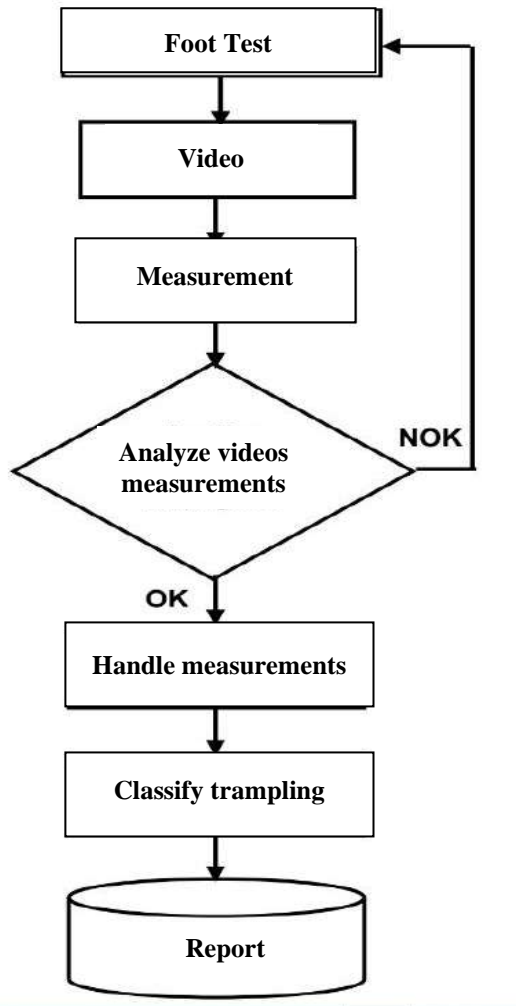 Foot Test
Video
Measurement
Analyze videos
measurements
NOK
OK
Handle measurements
Classify trampling
Report